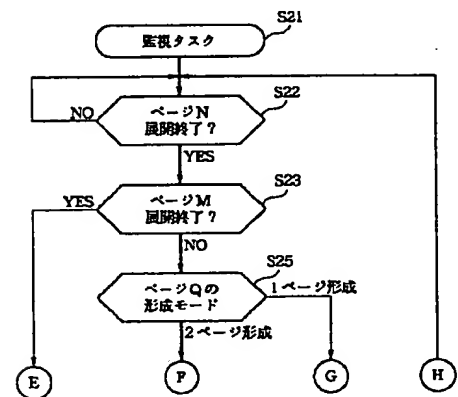 S21
監視タスク
S22
ページN
展開終了?
NO
YES
S23
ページM
展開終了?
YES
NO
S25
ページQの
形成モード
1ページ形成
2ページ形成
E
F
G
H